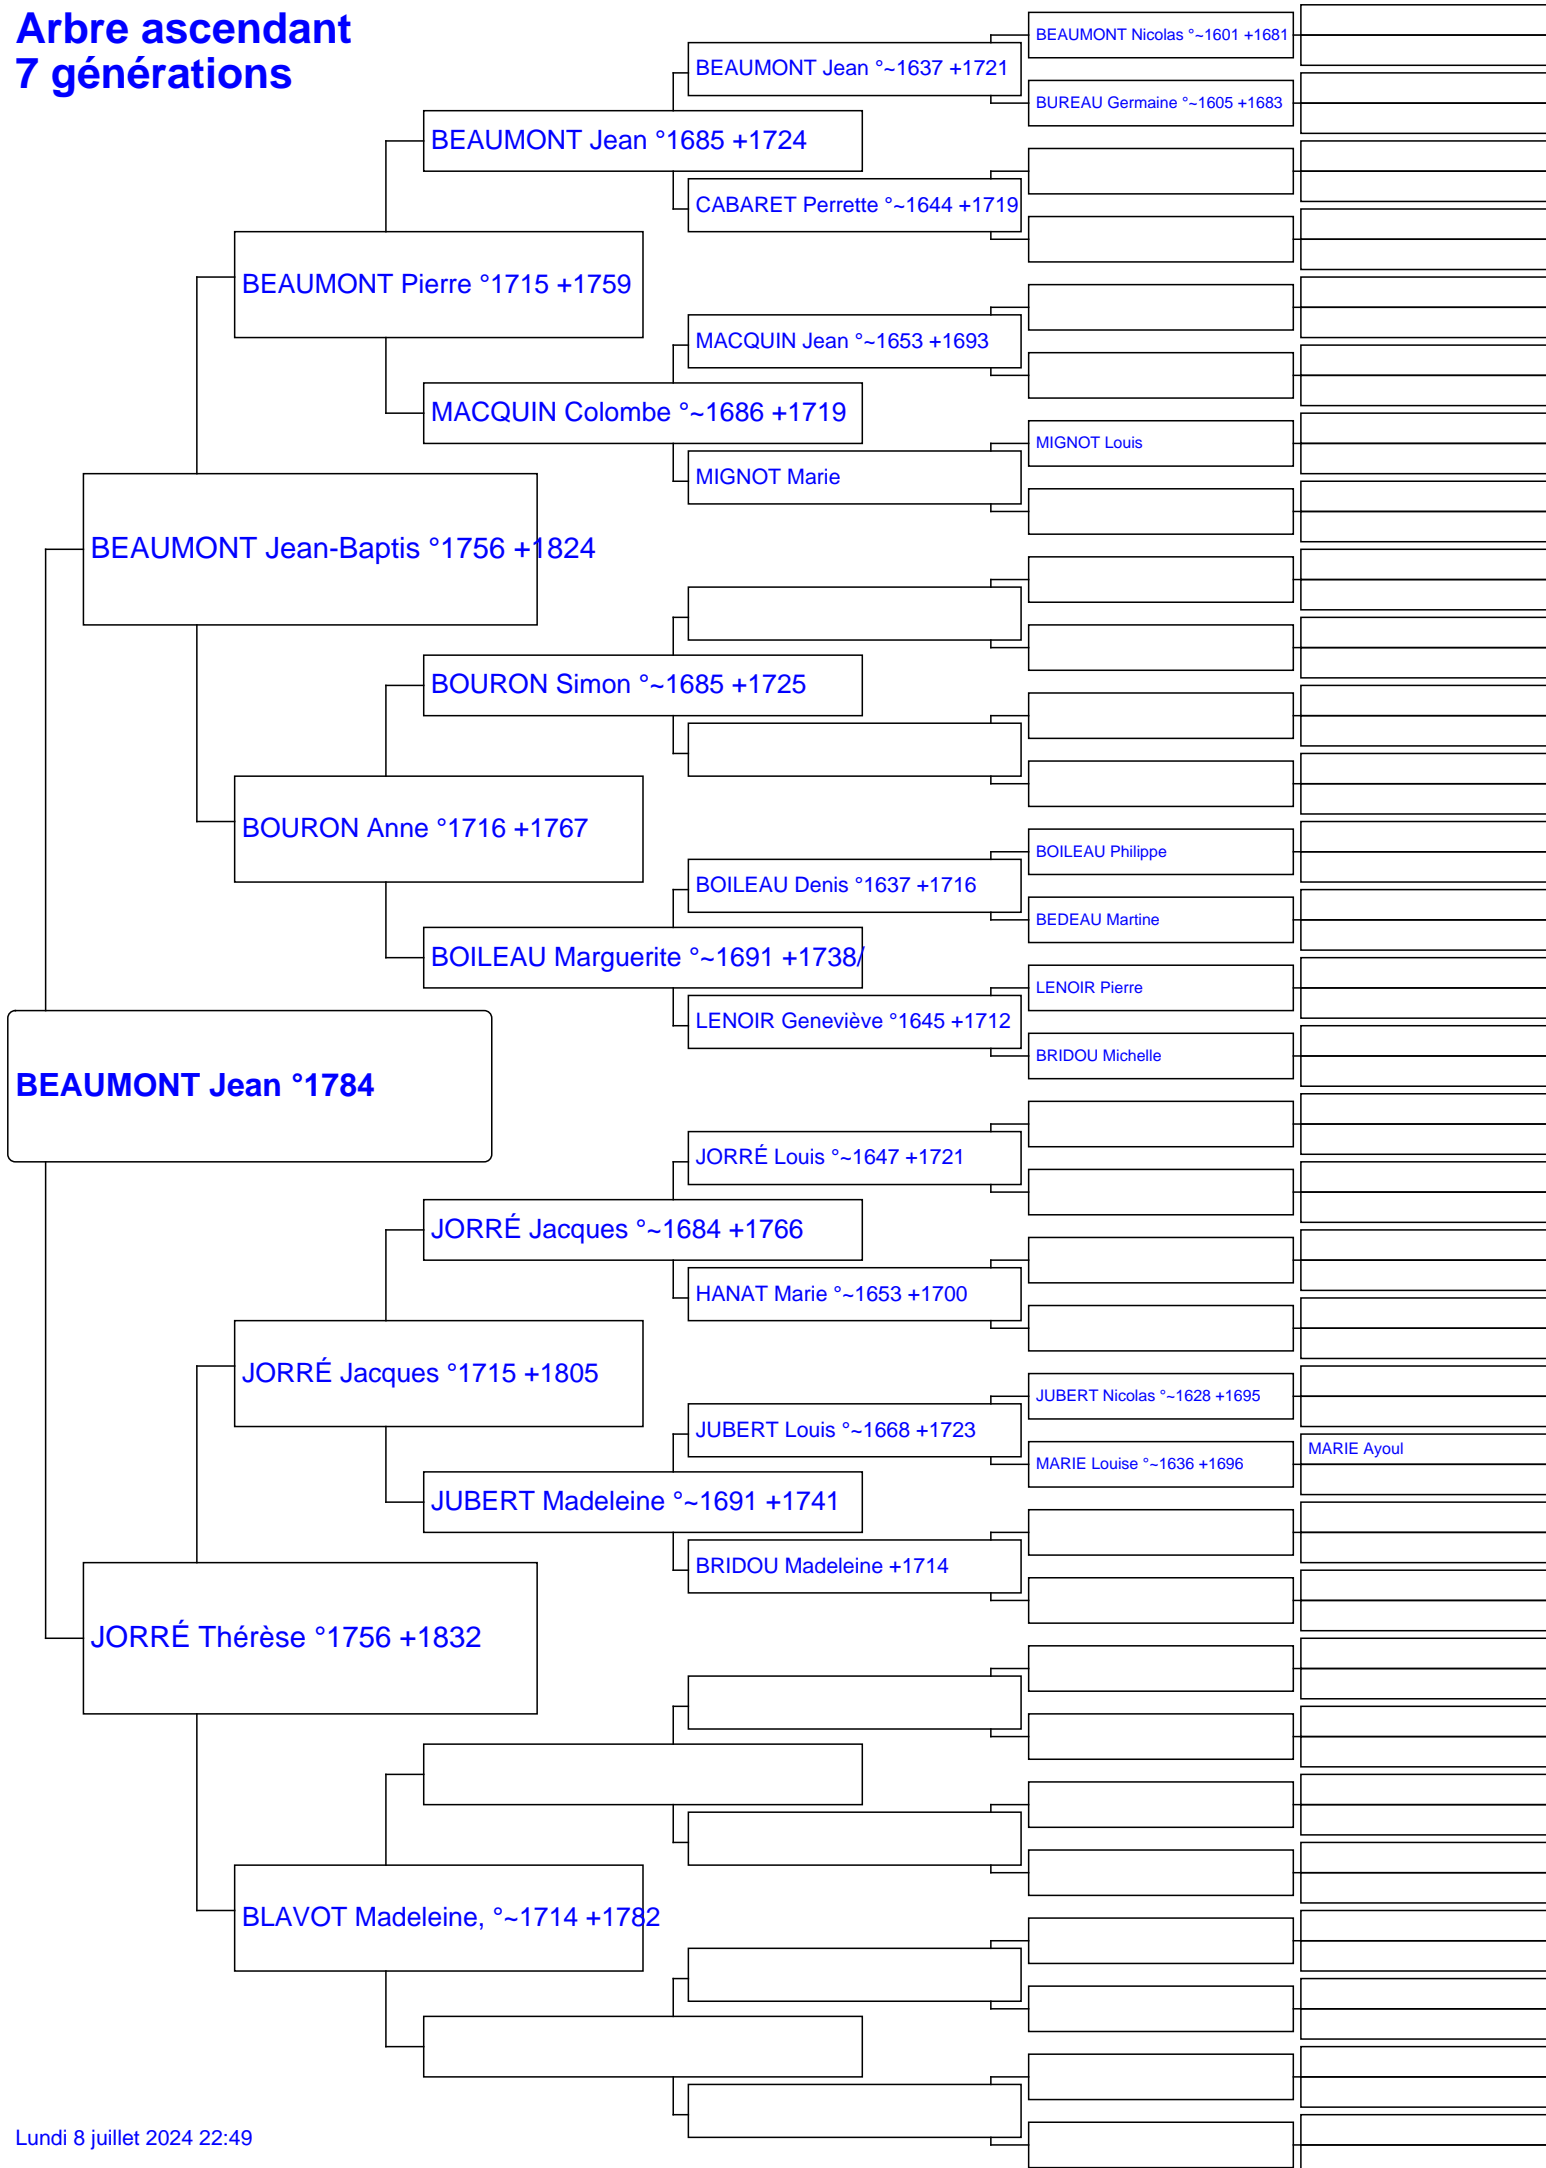 Arbre ascendant
7 générations
BEAUMONT Nicolas °~1601 +1681
BEAUMONT Jean °~1637 +1721
BUREAU Germaine °~1605 +1683
BEAUMONT Jean °1685 +1724
CABARET Perrette °~1644 +1719
BEAUMONT Pierre °1715 +1759
MACQUIN Jean °~1653 +1693
MACQUIN Colombe °~1686 +1719
MIGNOT Louis
MIGNOT Marie
BEAUMONT Jean-Baptis °1756 +1824
BOURON Simon °~1685 +1725
BOURON Anne °1716 +1767
BOILEAU Philippe
BOILEAU Denis °1637 +1716
BEDEAU Martine
BOILEAU Marguerite °~1691 +1738/
LENOIR Pierre
LENOIR Geneviève °1645 +1712
BRIDOU Michelle
BEAUMONT Jean °1784
JORRÉ Louis °~1647 +1721
JORRÉ Jacques °~1684 +1766
HANAT Marie °~1653 +1700
JORRÉ Jacques °1715 +1805
JUBERT Nicolas °~1628 +1695
JUBERT Louis °~1668 +1723
MARIE Ayoul
MARIE Louise °~1636 +1696
JUBERT Madeleine °~1691 +1741
BRIDOU Madeleine +1714
JORRÉ Thérèse °1756 +1832
BLAVOT Madeleine, °~1714 +1782
Lundi 8 juillet 2024 22:49